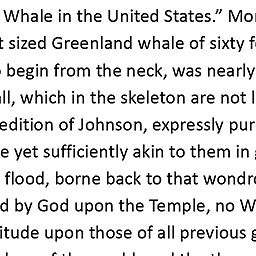 Whale in the United States.” Mo
t sized Greenland whale of sixty f
begin from the neck, was nearly
ll, which in the skeleton are not l
edition of Johnson, expressly pur
e yet sufficiently akin to them in
flood, borne back to that wondr
d by God upon the Temple, no W
itude upon those of all previous g